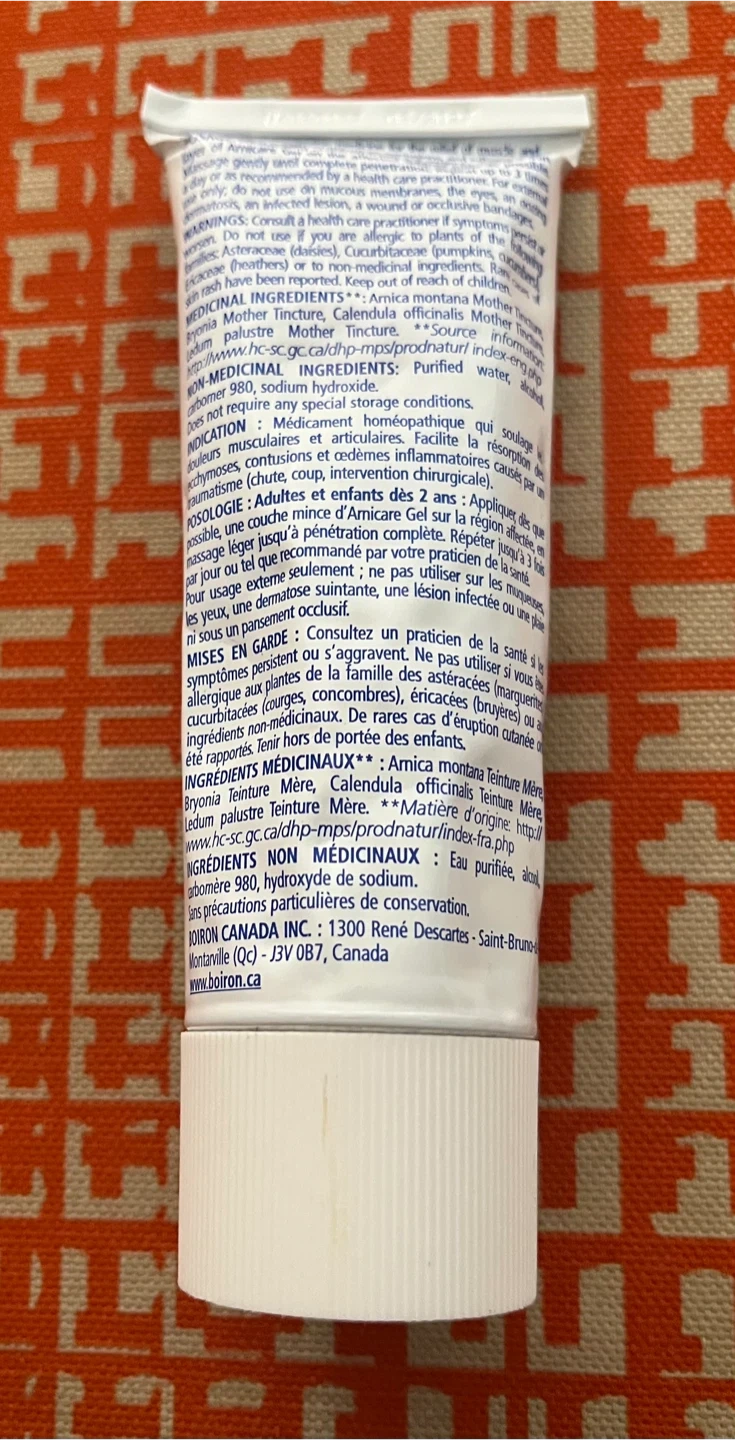 layer of Arnicare
Massage gently until complete penetration. up to 3 times
a day or as recommended by a health care practitioner. For external
use only; do not use on mucous membranes, the eyes, an oozing
dermatosis, an infected lesion, a wound or occlusive bandages.
WARNINGS: Consult a health care practitioner if symptoms persist or
worsen. Do not use if you are allergic to plants of the following
families: Asteraceae (daisies), Cucurbitaceae (pumpkins, cucumbers),
Ericaceae (heathers) or to non-medicinal ingredients. Rare cases of
skin rash have been reported. Keep out of reach of children.
MEDICINAL INGREDIENTS**: Arnica montana Mother Tincture,
Bryonia Mother Tincture, Calendula officinalis Mother Tincture,
Ledum palustre Mother Tincture. **Source information:
http://www.hc-sc.gc.ca/dhp-mps/prodnatur/ index-eng.php
NON-MEDICINAL INGREDIENTS: Purified water, alcohol,
carbomer 980, sodium hydroxide.
Does not require any special storage conditions.
INDICATION : Médicament homéopathique qui soulage les
douleurs musculaires et articulaires. Facilite la résorption des
ecchymoses, contusions et œdèmes inflammatoires causés par un
traumatisme (chute, coup, intervention chirurgicale).
POSOLOGIE : Adultes et enfants dès 2 ans : Appliquer, dès que
possible, une couche mince d’Arnicare Gel sur la région affectée, en
massage léger jusqu’à pénétration complète. Répéter jusqu’à 3 fois
par jour ou tel que recommandé par votre praticien de la santé.
Pour usage externe seulement ; ne pas utiliser sur les muqueuses,
les yeux, une dermatose suintante, une lésion infectée ou une plaie
ni sous un pansement occlusif.
MISES EN GARDE : Consultez un praticien de la santé si les
symptômes persistent ou s’aggravent. Ne pas utiliser si vous êtes
allergique aux plantes de la famille des astéracées (marguerites),
cucurbitacées (courges, concombres), éricacées (bruyères) ou aux
ingrédients non-médicinaux. De rares cas d’éruption cutanée ont
été rapportés. Tenir hors de portée des enfants.
INGRÉDIENTS MÉDICINAUX** : Arnica montana Teinture Mère,
Bryonia Teinture Mère, Calendula officinalis Teinture Mère,
Ledum palustre Teinture Mère. **Matière d’origine: http://
www.hc-sc.gc.ca/dhp-mps/prodnatur/index-fra.php
INGRÉDIENTS NON MÉDICINAUX : Eau purifiée, alcool,
carbomère 980, hydroxyde de sodium.
Sans précautions particulières de conservation.
BOIRON CANADA INC. : 1300 René Descartes - Saint-Bruno-de-
Montarville (Qc) - J3V 0B7, Canada
www.boiron.ca